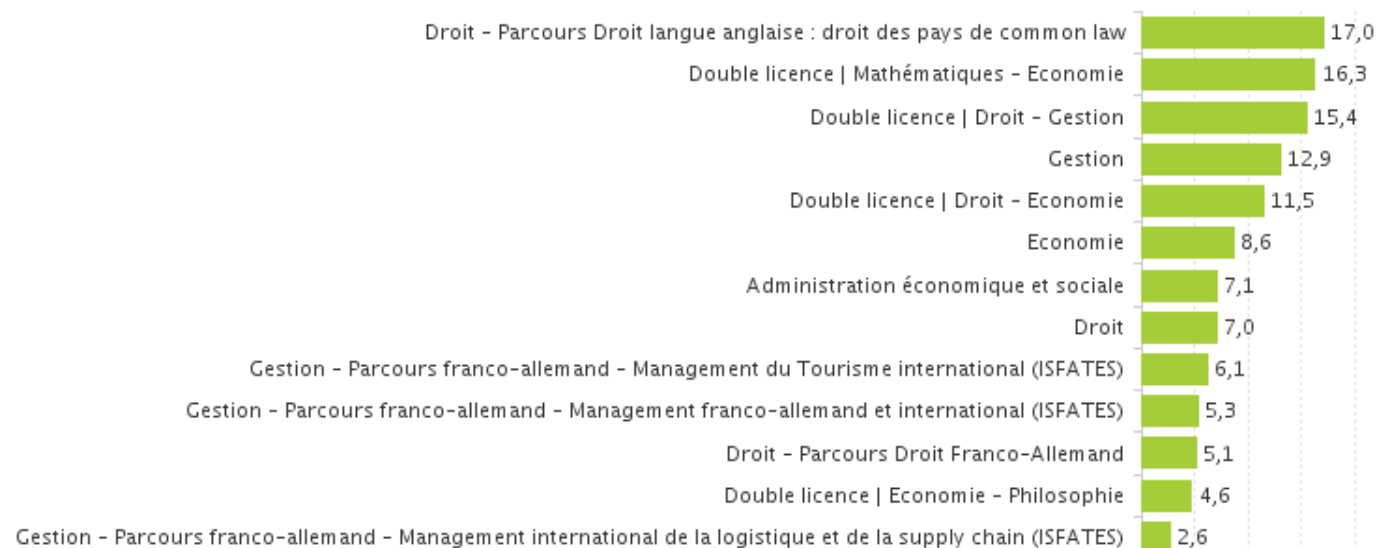 Droit - Parcours Droit langue anglaise : droit des pays de common law 17,0
Double licence | Mathématiques - Economie 16,3
Double licence | Droit - Gestion 15,4
Gestion 12,9
Double licence | Droit - Economie 11,5
Economie 8,6
Administration économique et sociale 7,1
Droit 7,0
Gestion - Parcours franco-allemand - Management du Tourisme international (ISFATES) 6,1
Gestion - Parcours franco-allemand - Management franco-allemand et international (ISFATES) 5,3
Droit - Parcours Droit Franco-Allemand 5,1
Double licence | Economie - Philosophie 4,6
Gestion - Parcours franco-allemand - Management international de la logistique et de la supply chain (ISFATES) 2,6